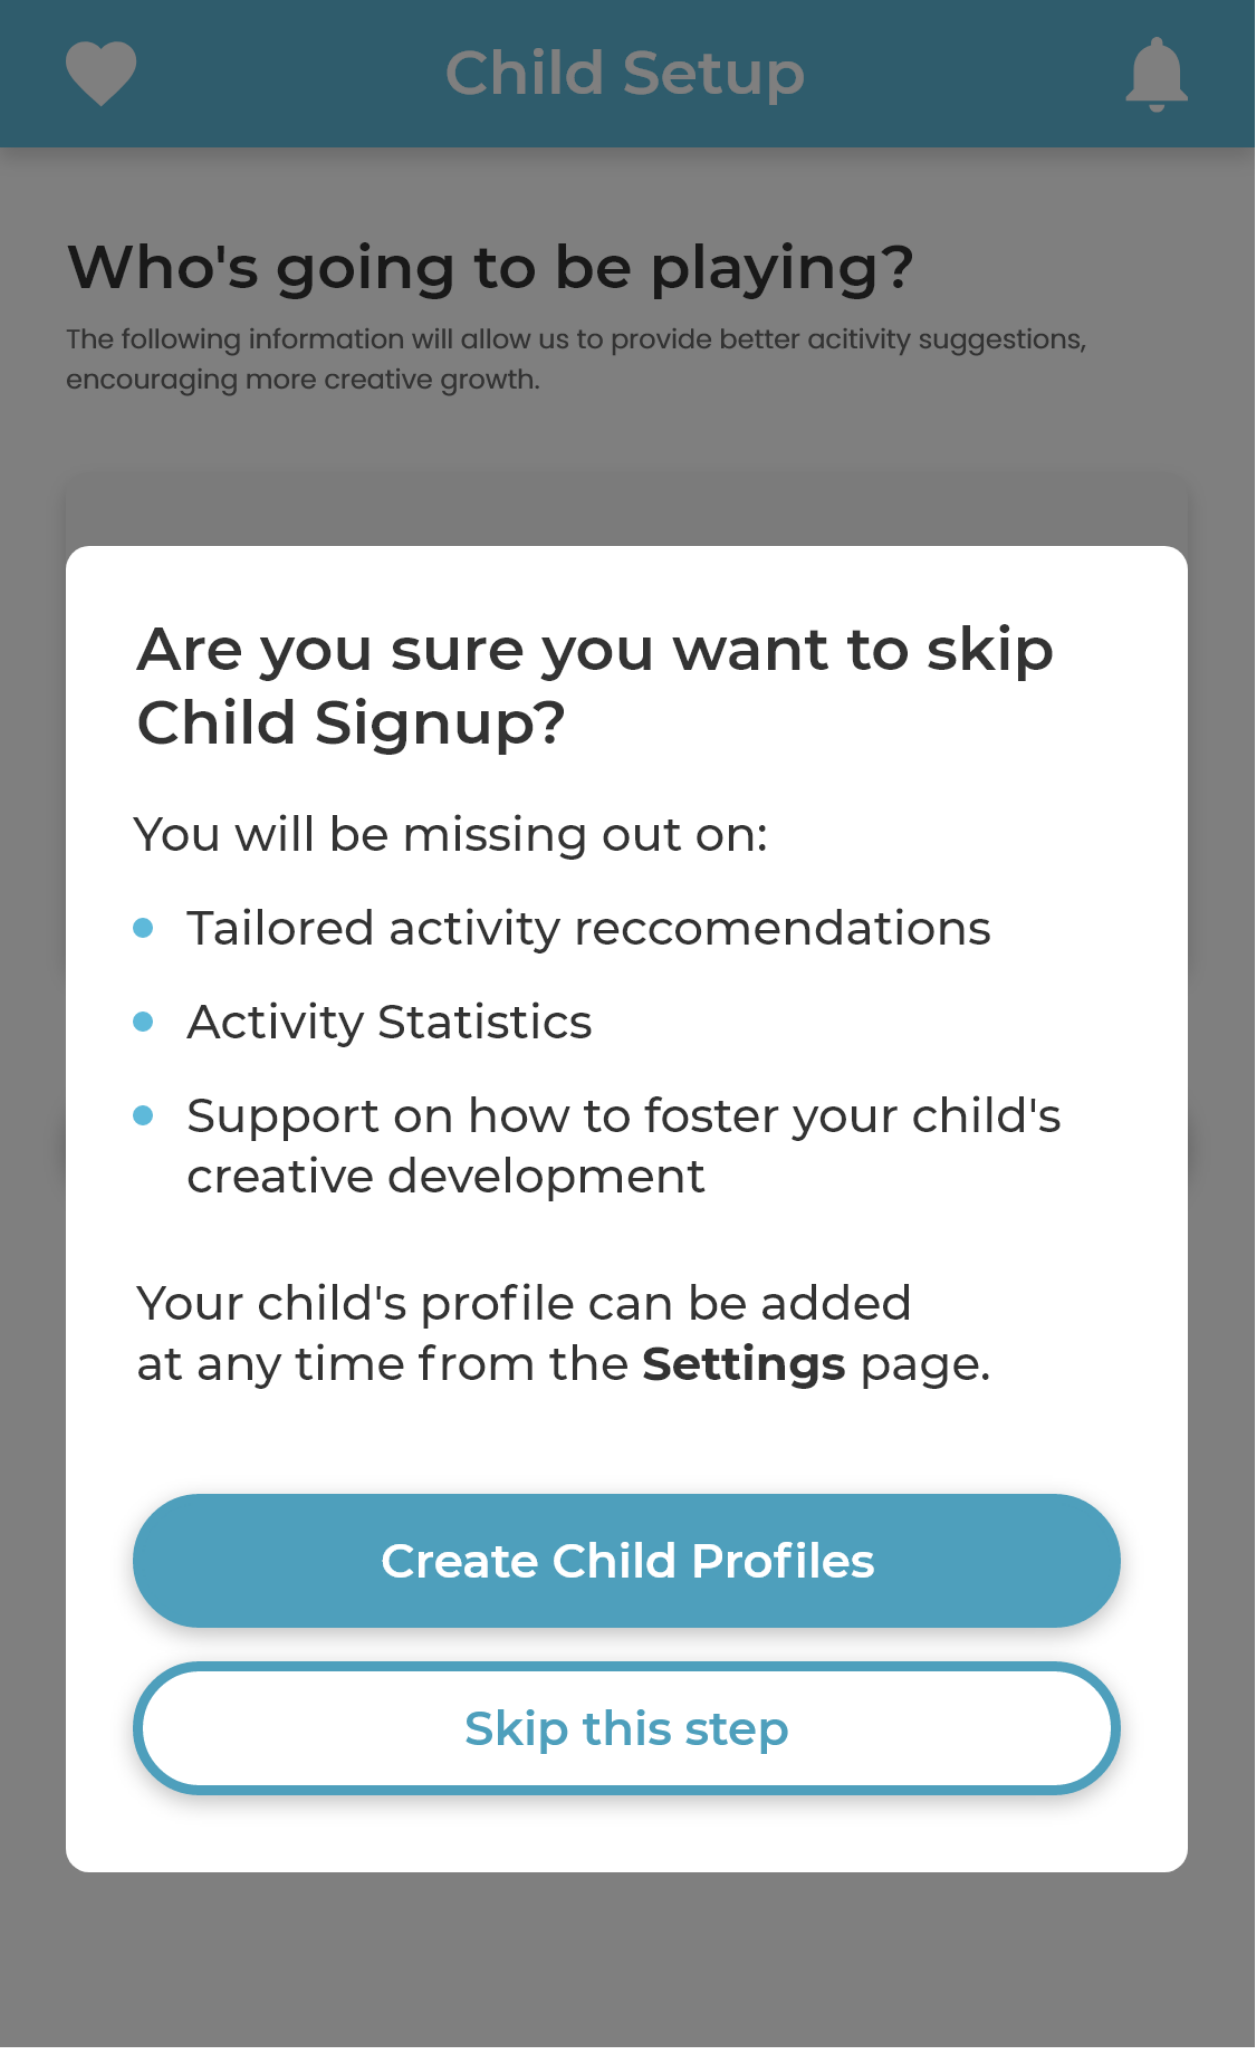 Child Setup
Who's going to be playing?
The following information will allow us to provide better acitivity suggestions,
encouraging more creative growth.
Are you sure you want to skip
Child Signup?
You will be missing out on:
Tailored activity reccomendations
Activity Statistics
Support on how to foster your child's
creative development
Your child's profile can be added
at any time from the Settings page.
Create Child Profiles
Skip this step